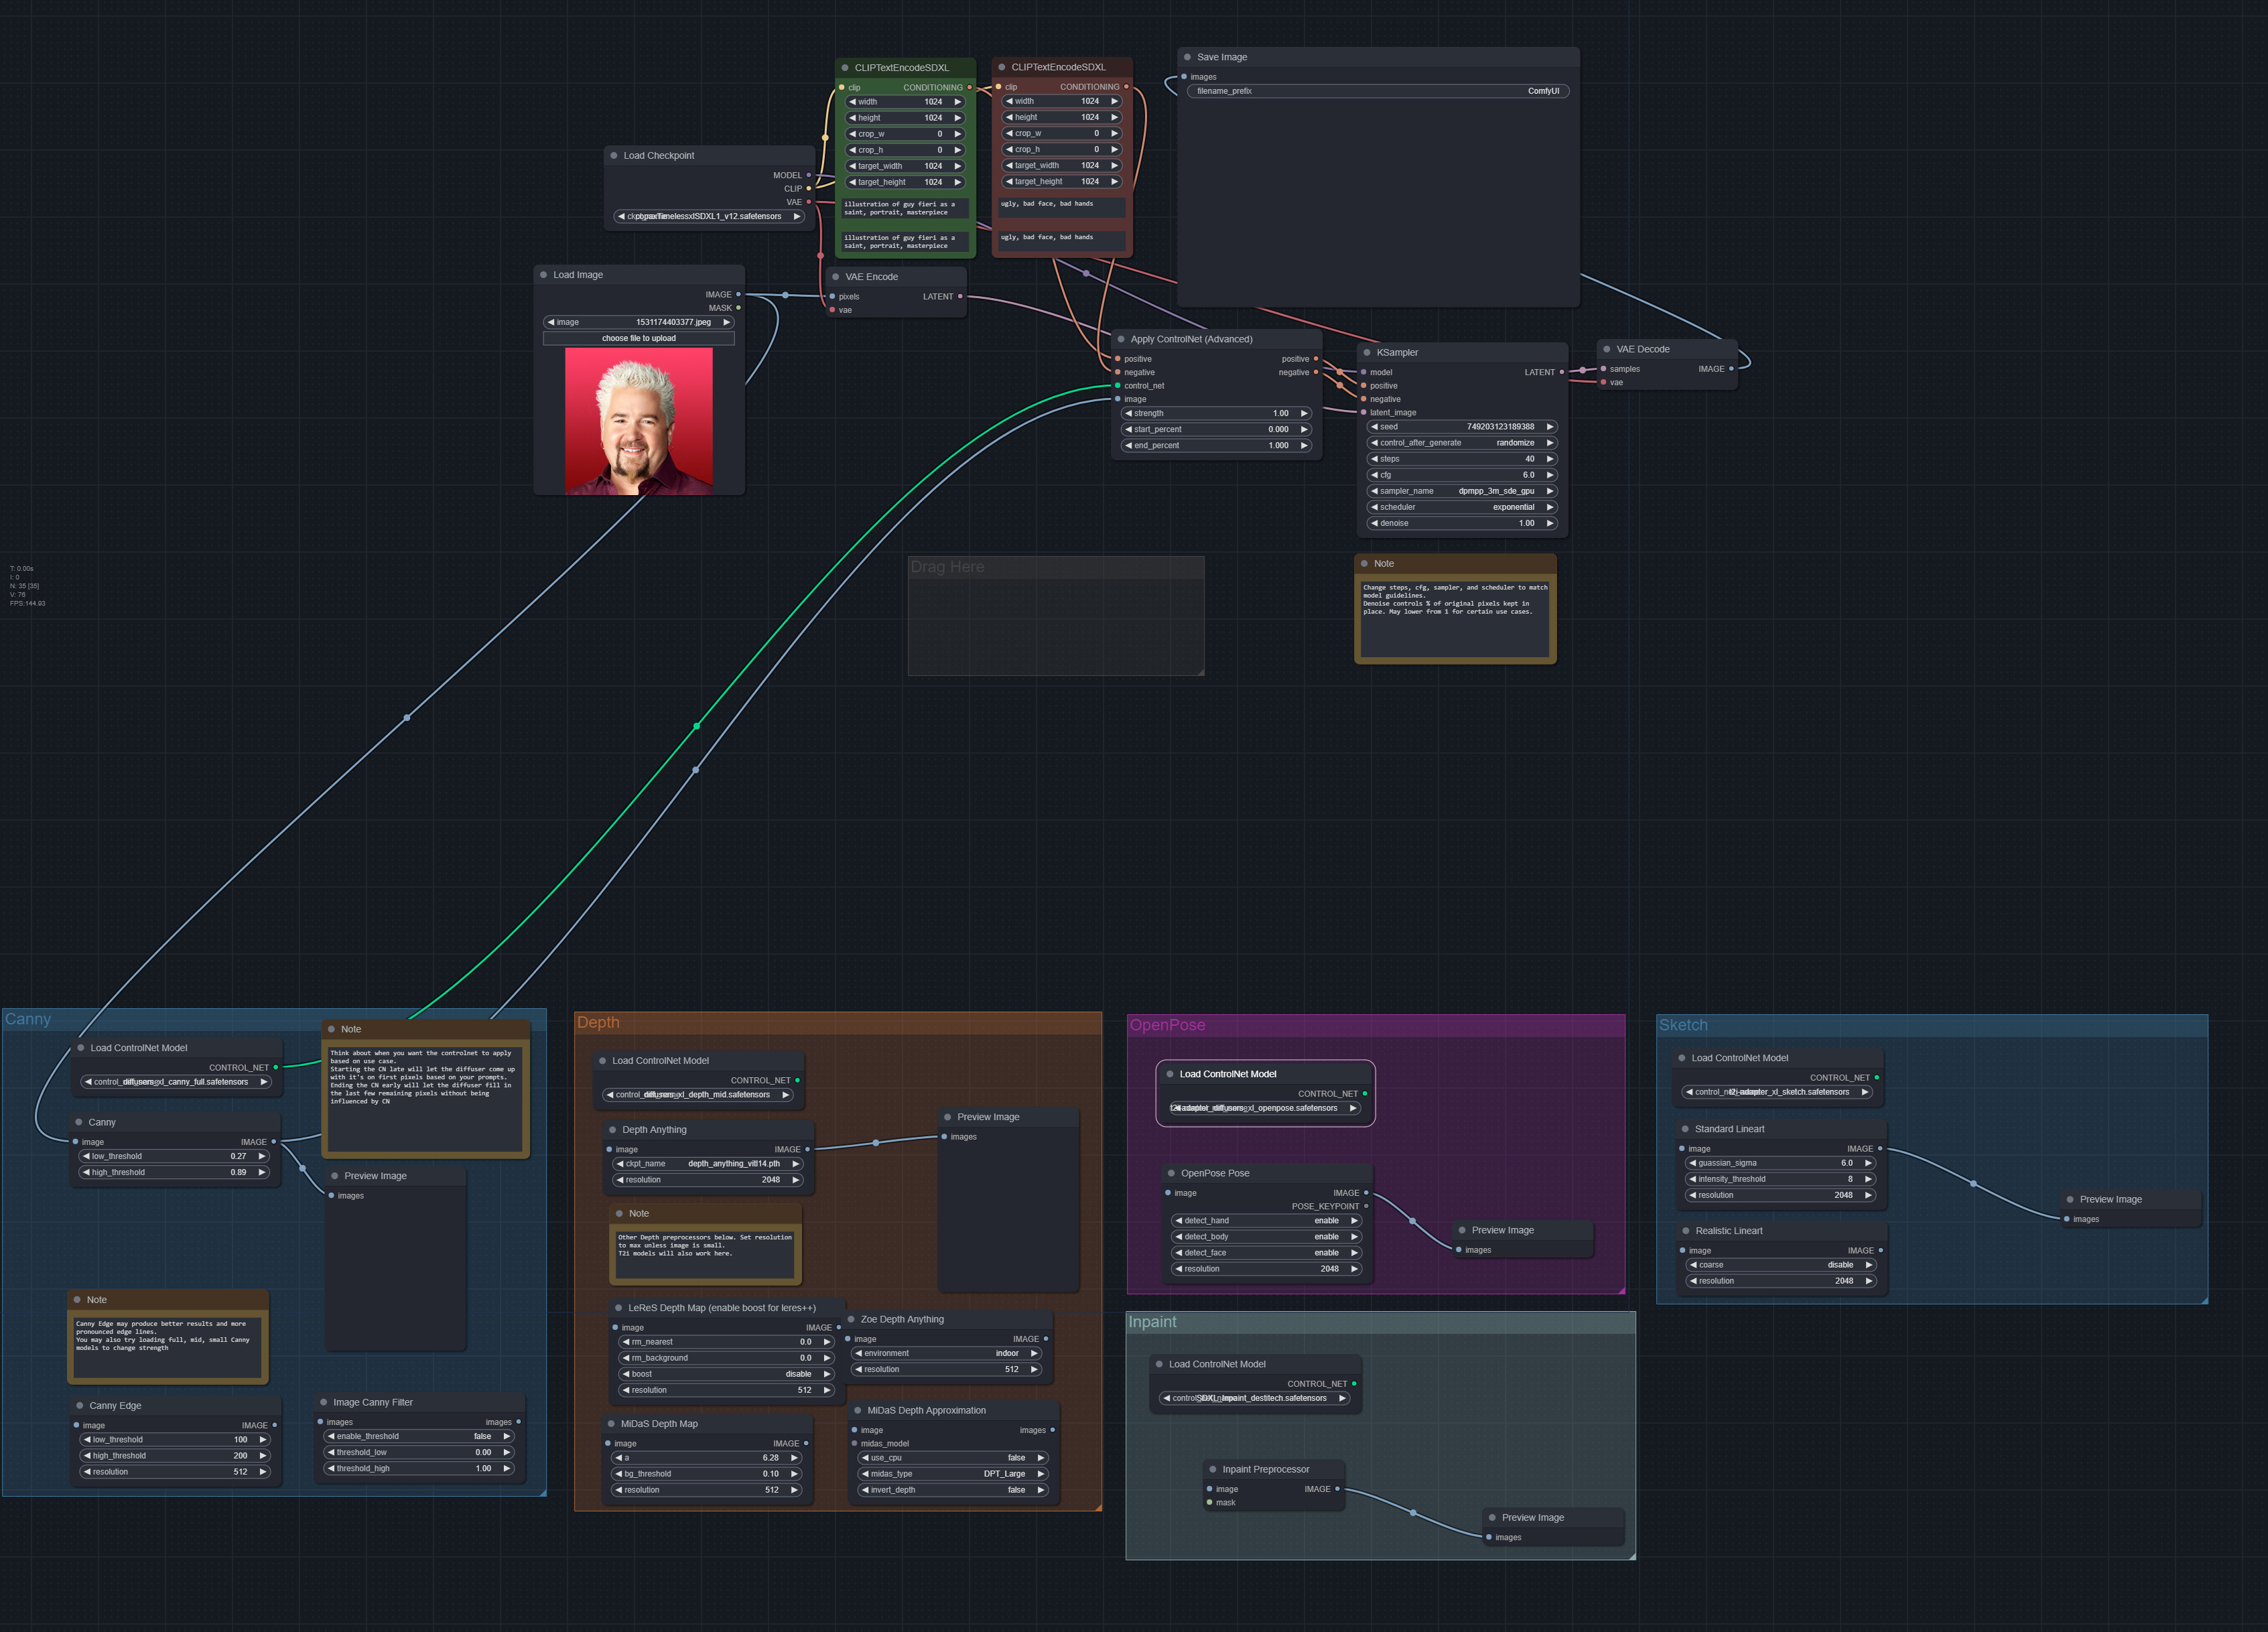 CLIPTextEncodeSDXL
clip CONDITIONING
width 1024
height 1024
crop_w 0
crop_h 0
target_width 1024
target_height 1024
illustration of guy fieri as a
saint, portrait, masterpiece
illustration of guy fieri as a
saint, portrait, masterpiece
CLIPTextEncodeSDXL
clip CONDITIONING
width 1024
height 1024
crop_w 0
crop_h 0
target_width 1024
target_height 1024
ugly, bad face, bad hands
ugly, bad face, bad hands
Save Image
images
filename_prefix ComfyUI
Load Checkpoint
MODEL
CLIP
VAE
TimelessxlSDXL1_v12.safetensors
Load Image
IMAGE
MASK
image 1531174403377.jpeg
choose file to upload
VAE Encode
pixels LATENT
vae
Apply ControlNet (Advanced)
positive positive
negative negative
control_net
image
strength 1.00
start_percent 0.000
end_percent 1.000
KSampler
model LATENT
positive
negative
latent_image
seed 749203123189388
control_after_generate randomize
steps 40
cfg 6.0
sampler_name dpmpp_3m_sde_gpu
scheduler exponential
denoise 1.00
VAE Decode
samples IMAGE
vae
T: 0.00s
I: 0
N: 35 [35]
V: 76
FPS:144.93
Drag Here
Note
Change steps, cfg, sampler, and scheduler to match
model guidelines.
Denoise controls % of original pixels kept in
place. May lower from 1 for certain use cases.
Canny
Load ControlNet Model
CONTROL_NET
diffusers_xl_canny_full.safetensors
Note
Think about when you want the controlnet to apply
based on use case.
Starting the CN late will let the diffuser come up
with it's on first pixels based on your prompts.
Ending the CN early will let the diffuser fill in
the last few remaining pixels without being
influenced by CN
Canny
image IMAGE
low_threshold 0.27
high_threshold 0.89
Preview Image
images
Note
Canny Edge may produce better results and more
pronounced edge lines.
You may also try loading full, mid, small Canny
models to change strength
Canny Edge
image IMAGE
low_threshold 100
high_threshold 200
resolution 512
Image Canny Filter
images images
enable_threshold false
threshold_low 0.00
threshold_high 1.00
Depth
Load ControlNet Model
CONTROL_NET
diffusers_xl_depth_mid.safetensors
Depth Anything
image IMAGE
ckpt_name depth_anything_vitl14.pth
resolution 2048
Preview Image
images
Note
Other Depth preprocessors below. Set resolution
to max unless image is small.
T2i models will also work here.
LeReS Depth Map (enable boost for leres++)
image IMAGE
rm_nearest 0.0
rm_background 0.0
boost disable
resolution 512
Zoe Depth Anything
image IMAGE
environment indoor
resolution 512
MiDaS Depth Map
image IMAGE
a 6.28
bg_threshold 0.10
resolution 512
MiDaS Depth Approximation
image images
midas_model
use_cpu false
midas_type DPT_Large
invert_depth false
OpenPose
Load ControlNet Model
CONTROL_NET
t2i-adapter_diffusers_xl_openpose.safetensors
OpenPose Pose
image IMAGE
POSE_KEYPOINT
detect_hand enable
detect_body enable
detect_face enable
resolution 2048
Preview Image
images
Inpaint
Load ControlNet Model
CONTROL_NET
SDXL_Inpaint_destitech.safetensors
Inpaint Preprocessor
image IMAGE
mask
Preview Image
images
Sketch
Load ControlNet Model
CONTROL_NET
t2i-adapter_xl_sketch.safetensors
Standard Lineart
image IMAGE
guassian_sigma 6.0
intensity_threshold 8
resolution 2048
Preview Image
images
Realistic Lineart
image IMAGE
coarse disable
resolution 2048